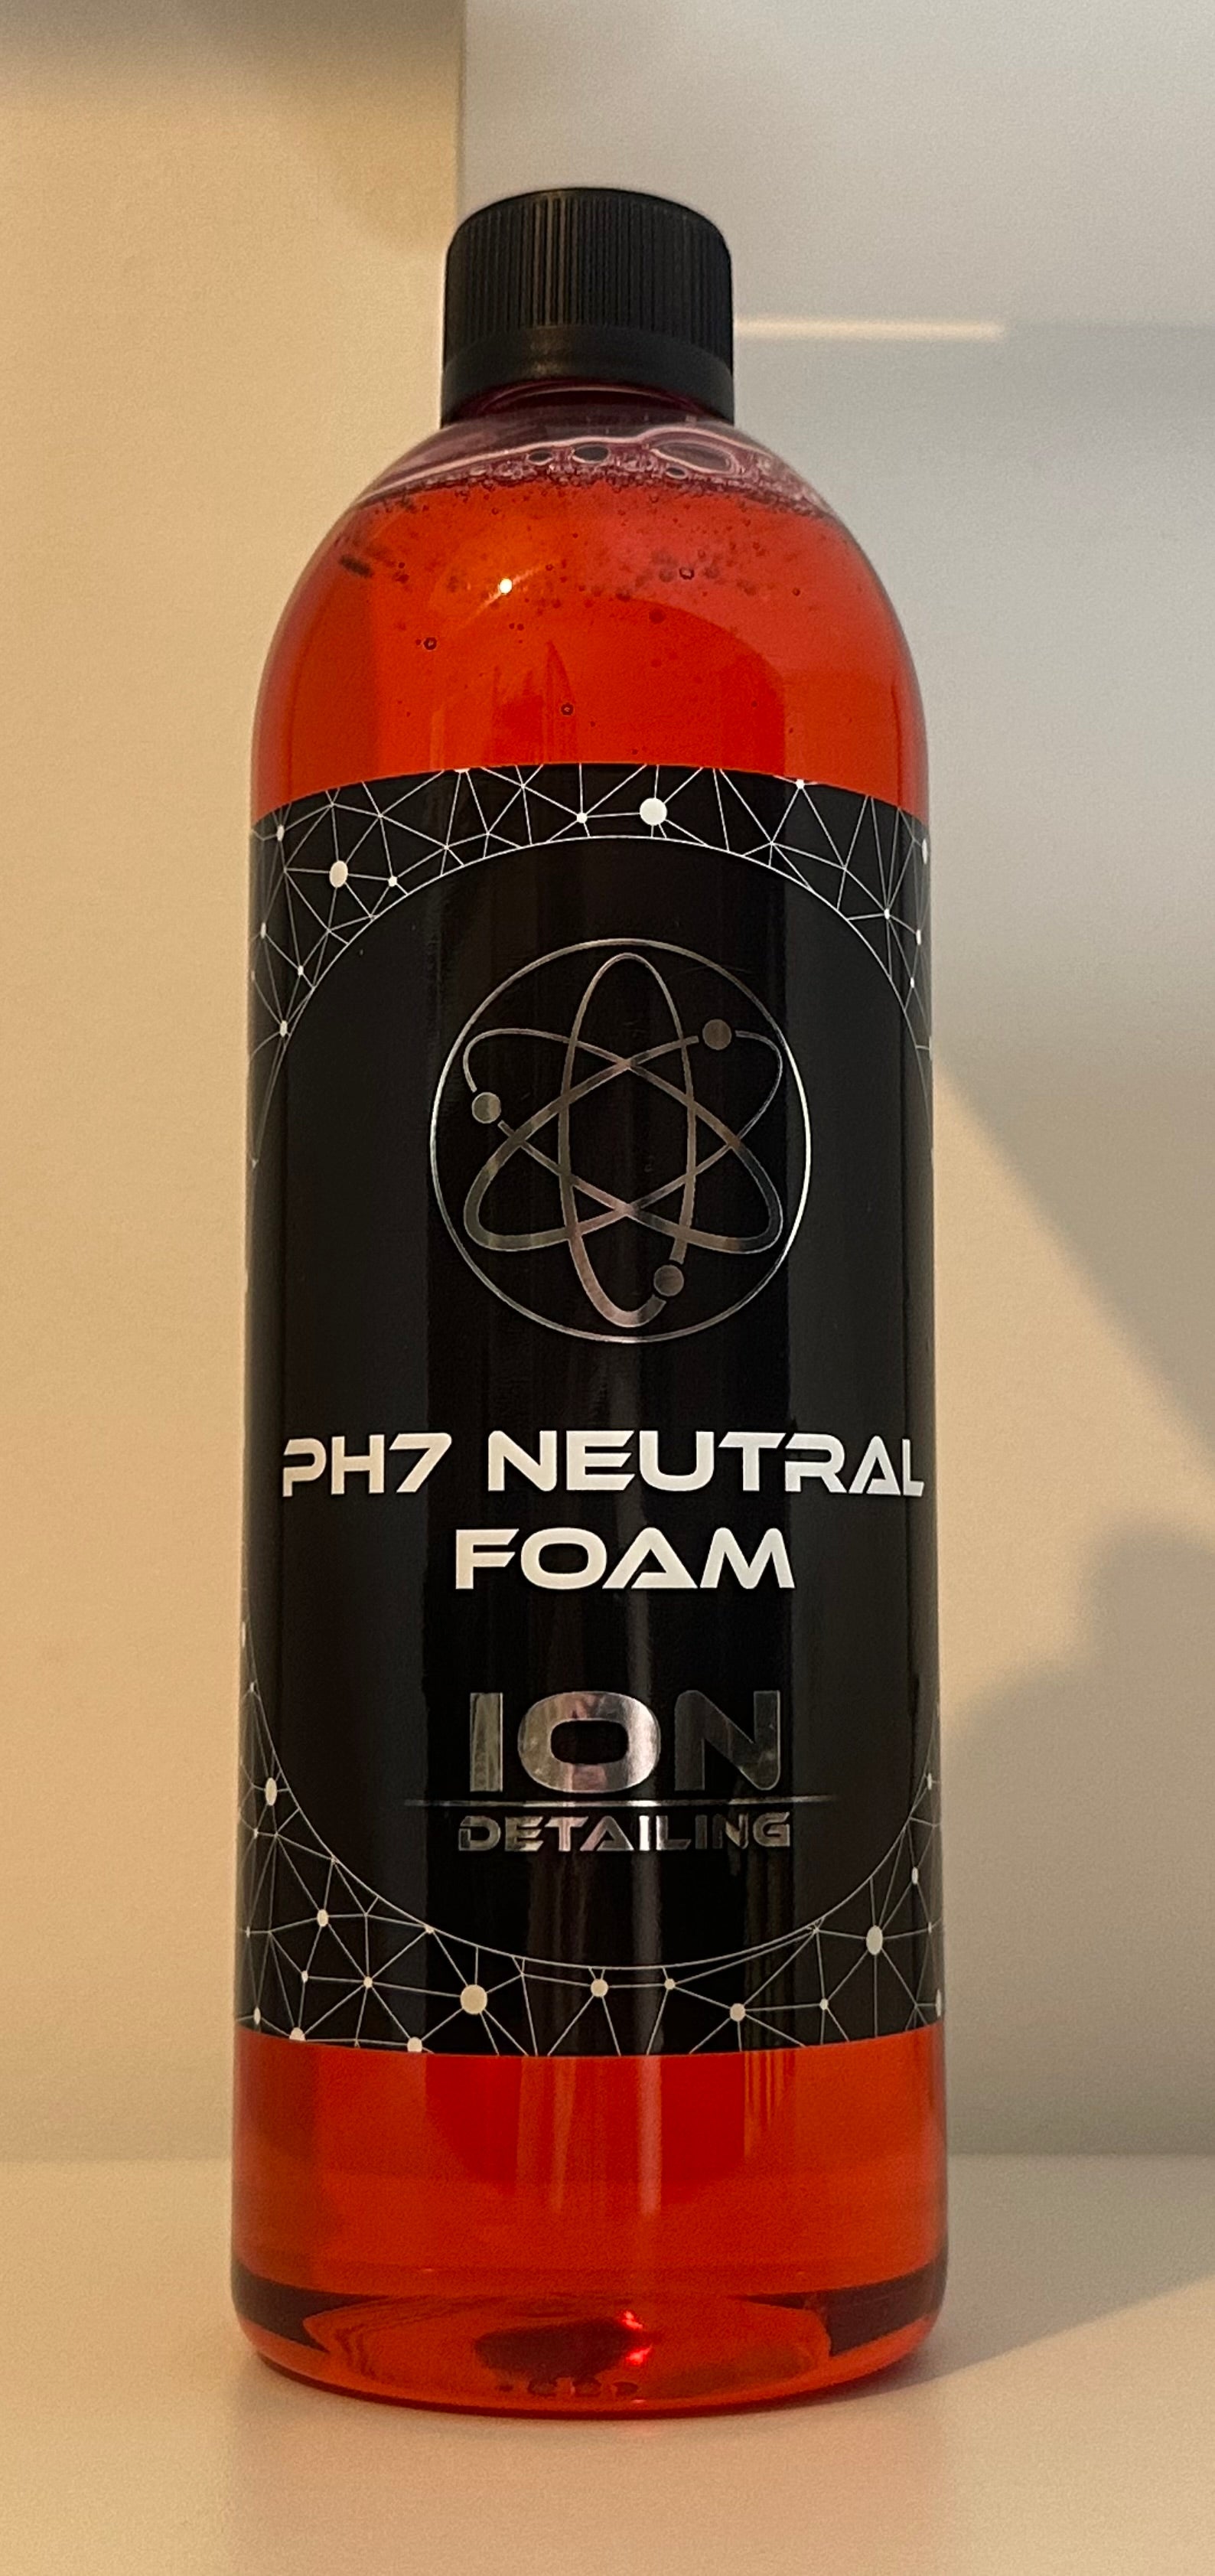 PH7 NEUTRAL
FOAM
ION
DETAILING